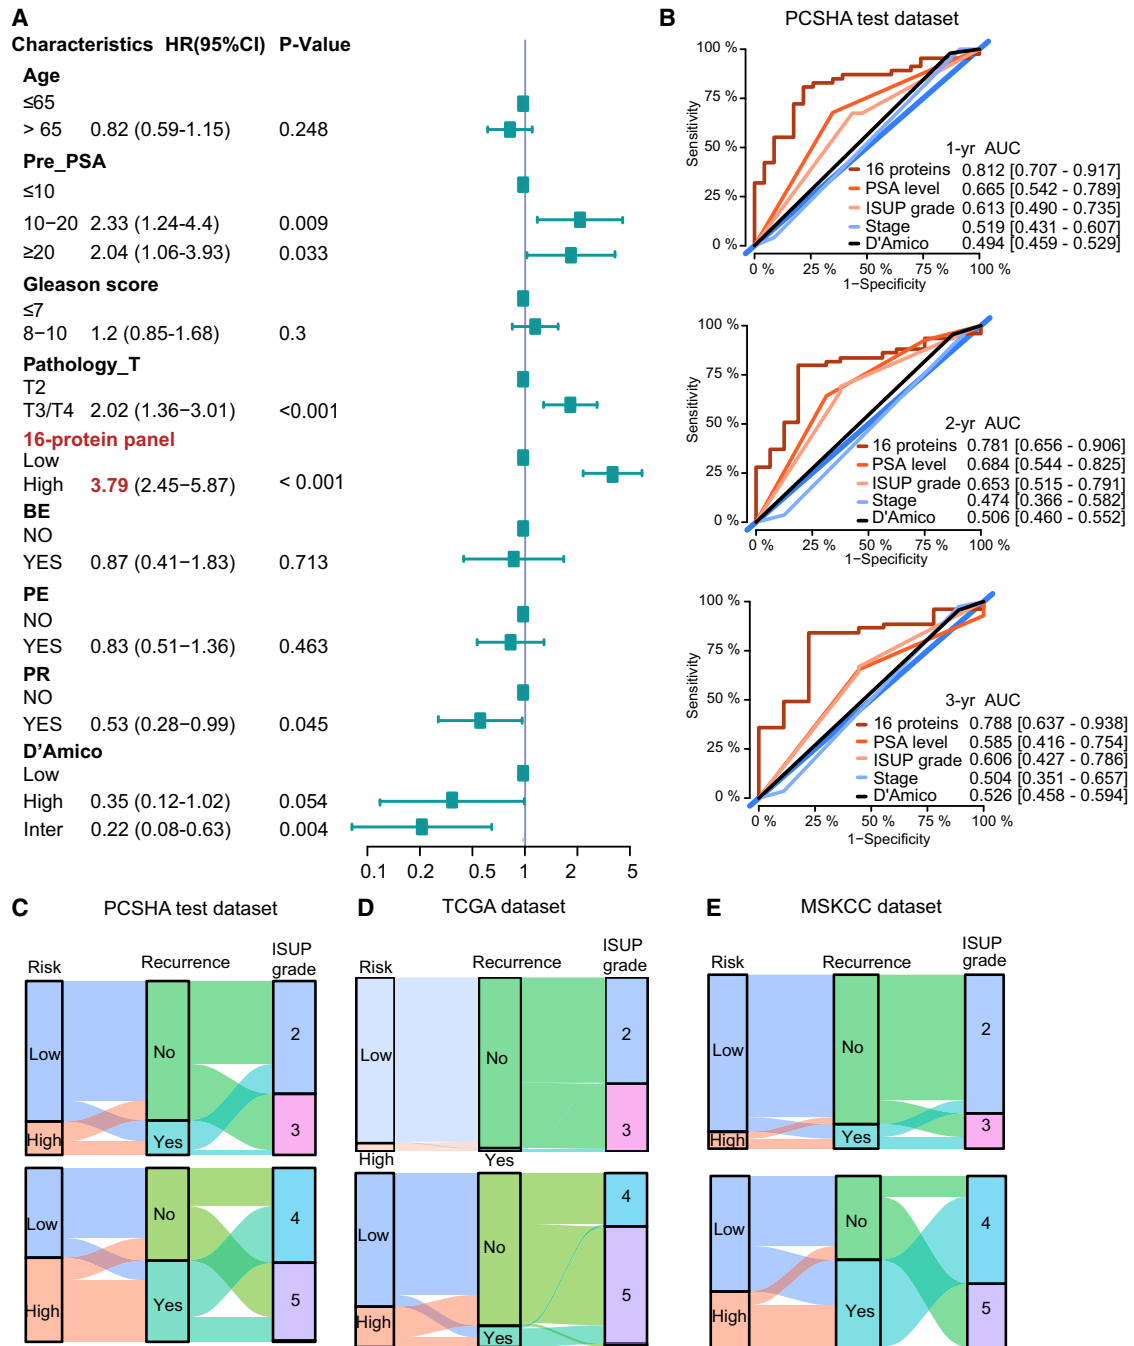 A
Characteristics HR(95%CI) P-Value
Age
≤65
> 65 0.82 (0.59-1.15) 0.248
Pre_PSA
≤10
10−20 2.33 (1.24-4.4) 0.009
≥20 2.04 (1.06-3.93) 0.033
Gleason score
≤7
8−10 1.2 (0.85-1.68) 0.3
Pathology_T
T2
T3/T4 2.02 (1.36−3.01) <0.001
16-protein panel
Low
High 3.79 (2.45−5.87) < 0.001
BE
NO
YES 0.87 (0.41−1.83) 0.713
PE
NO
YES 0.83 (0.51−1.36) 0.463
PR
NO
YES 0.53 (0.28−0.99) 0.045
D’Amico
Low
High 0.35 (0.12-1.02) 0.054
Inter 0.22 (0.08-0.63) 0.004
0.1 0.2 0.5 1 2 5
B PCSHA test dataset
100 %
75 %
50 %
25 %
0 %
Sensitivity
1-yr AUC
16 proteins 0.812 [0.707 - 0.917]
PSA level 0.665 [0.542 - 0.789]
ISUP grade 0.613 [0.490 - 0.735]
Stage 0.519 [0.431 - 0.607]
D'Amico 0.494 [0.459 - 0.529]
0 % 25 % 50 % 75 % 100 %
1−Specificity
100 %
75 %
50 %
25 %
0 %
Sensitivity
2-yr AUC
16 proteins 0.781 [0.656 - 0.906]
PSA level 0.684 [0.544 - 0.825]
ISUP grade 0.653 [0.515 - 0.791]
Stage 0.474 [0.366 - 0.582]
D'Amico 0.506 [0.460 - 0.552]
0 % 25 % 50 % 75 % 100 %
1−Specificity
100 %
75 %
50 %
25 %
0 %
Sensitivity
3-yr AUC
16 proteins 0.788 [0.637 - 0.938]
PSA level 0.585 [0.416 - 0.754]
ISUP grade 0.606 [0.427 - 0.786]
Stage 0.504 [0.351 - 0.657]
D'Amico 0.526 [0.458 - 0.594]
0 % 25 % 50 % 75 % 100 %
1−Specificity
C PCSHA test dataset
Risk Recurrence ISUP
grade
Low No 2
High Yes 3
Low No 4
High Yes 5
D TCGA dataset
Risk Recurrence ISUP
grade
Low No 2
3
High Yes
Low No 4
High Yes 5
E MSKCC dataset
Risk Recurrence ISUP
grade
Low No 2
High Yes 3
Low No 4
High Yes 5